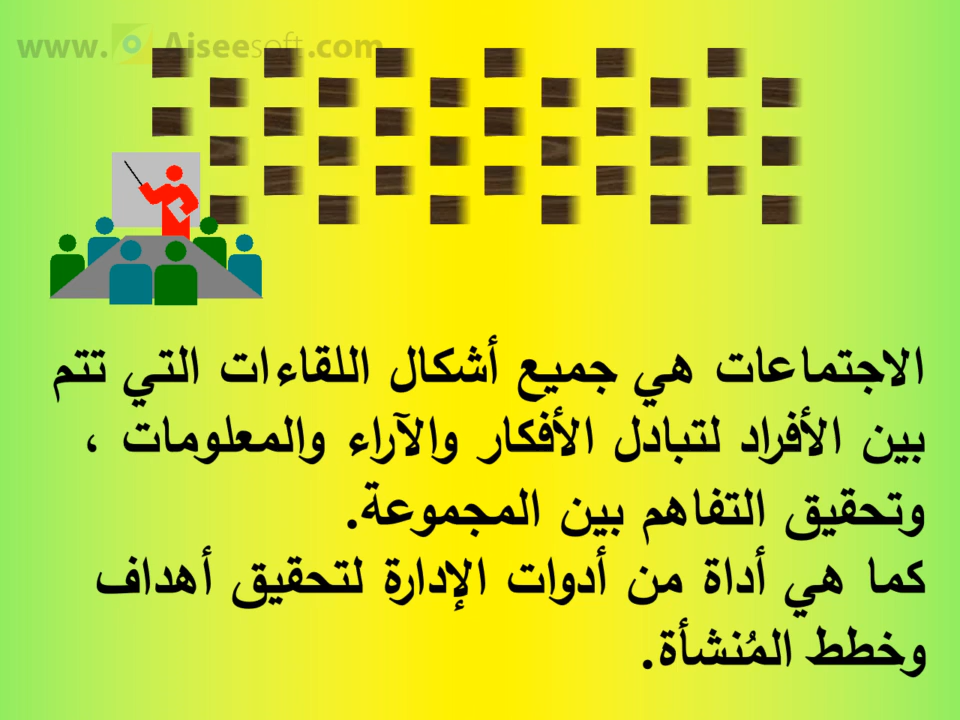 www.Aiseesoft.com
الاجتماعات هي جميع أشكال اللقاءات التي تتم
بين الأفراد لتبادل الأفكار والآراء والمعلومات ،
وتحقيق التفاهم بين المجموعة.
كما هي أداة من أدوات الإدارة لتحقيق أهداف
وخطط المُنشأة.